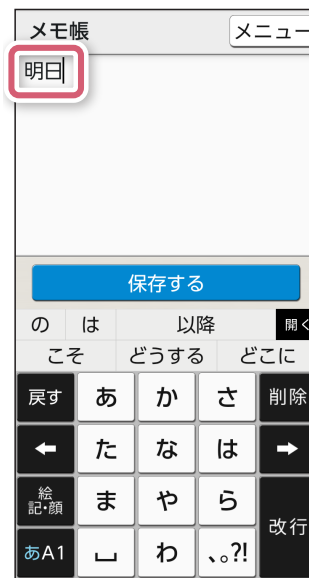 メモ帳 メニュー
明日
保存する
の は 以降 開く
こそ どうする どこに
戻す あ か さ 削除
← た な は →
絵
記・顔 ま や ら
改行
あA1 ␣ わ 、。?!